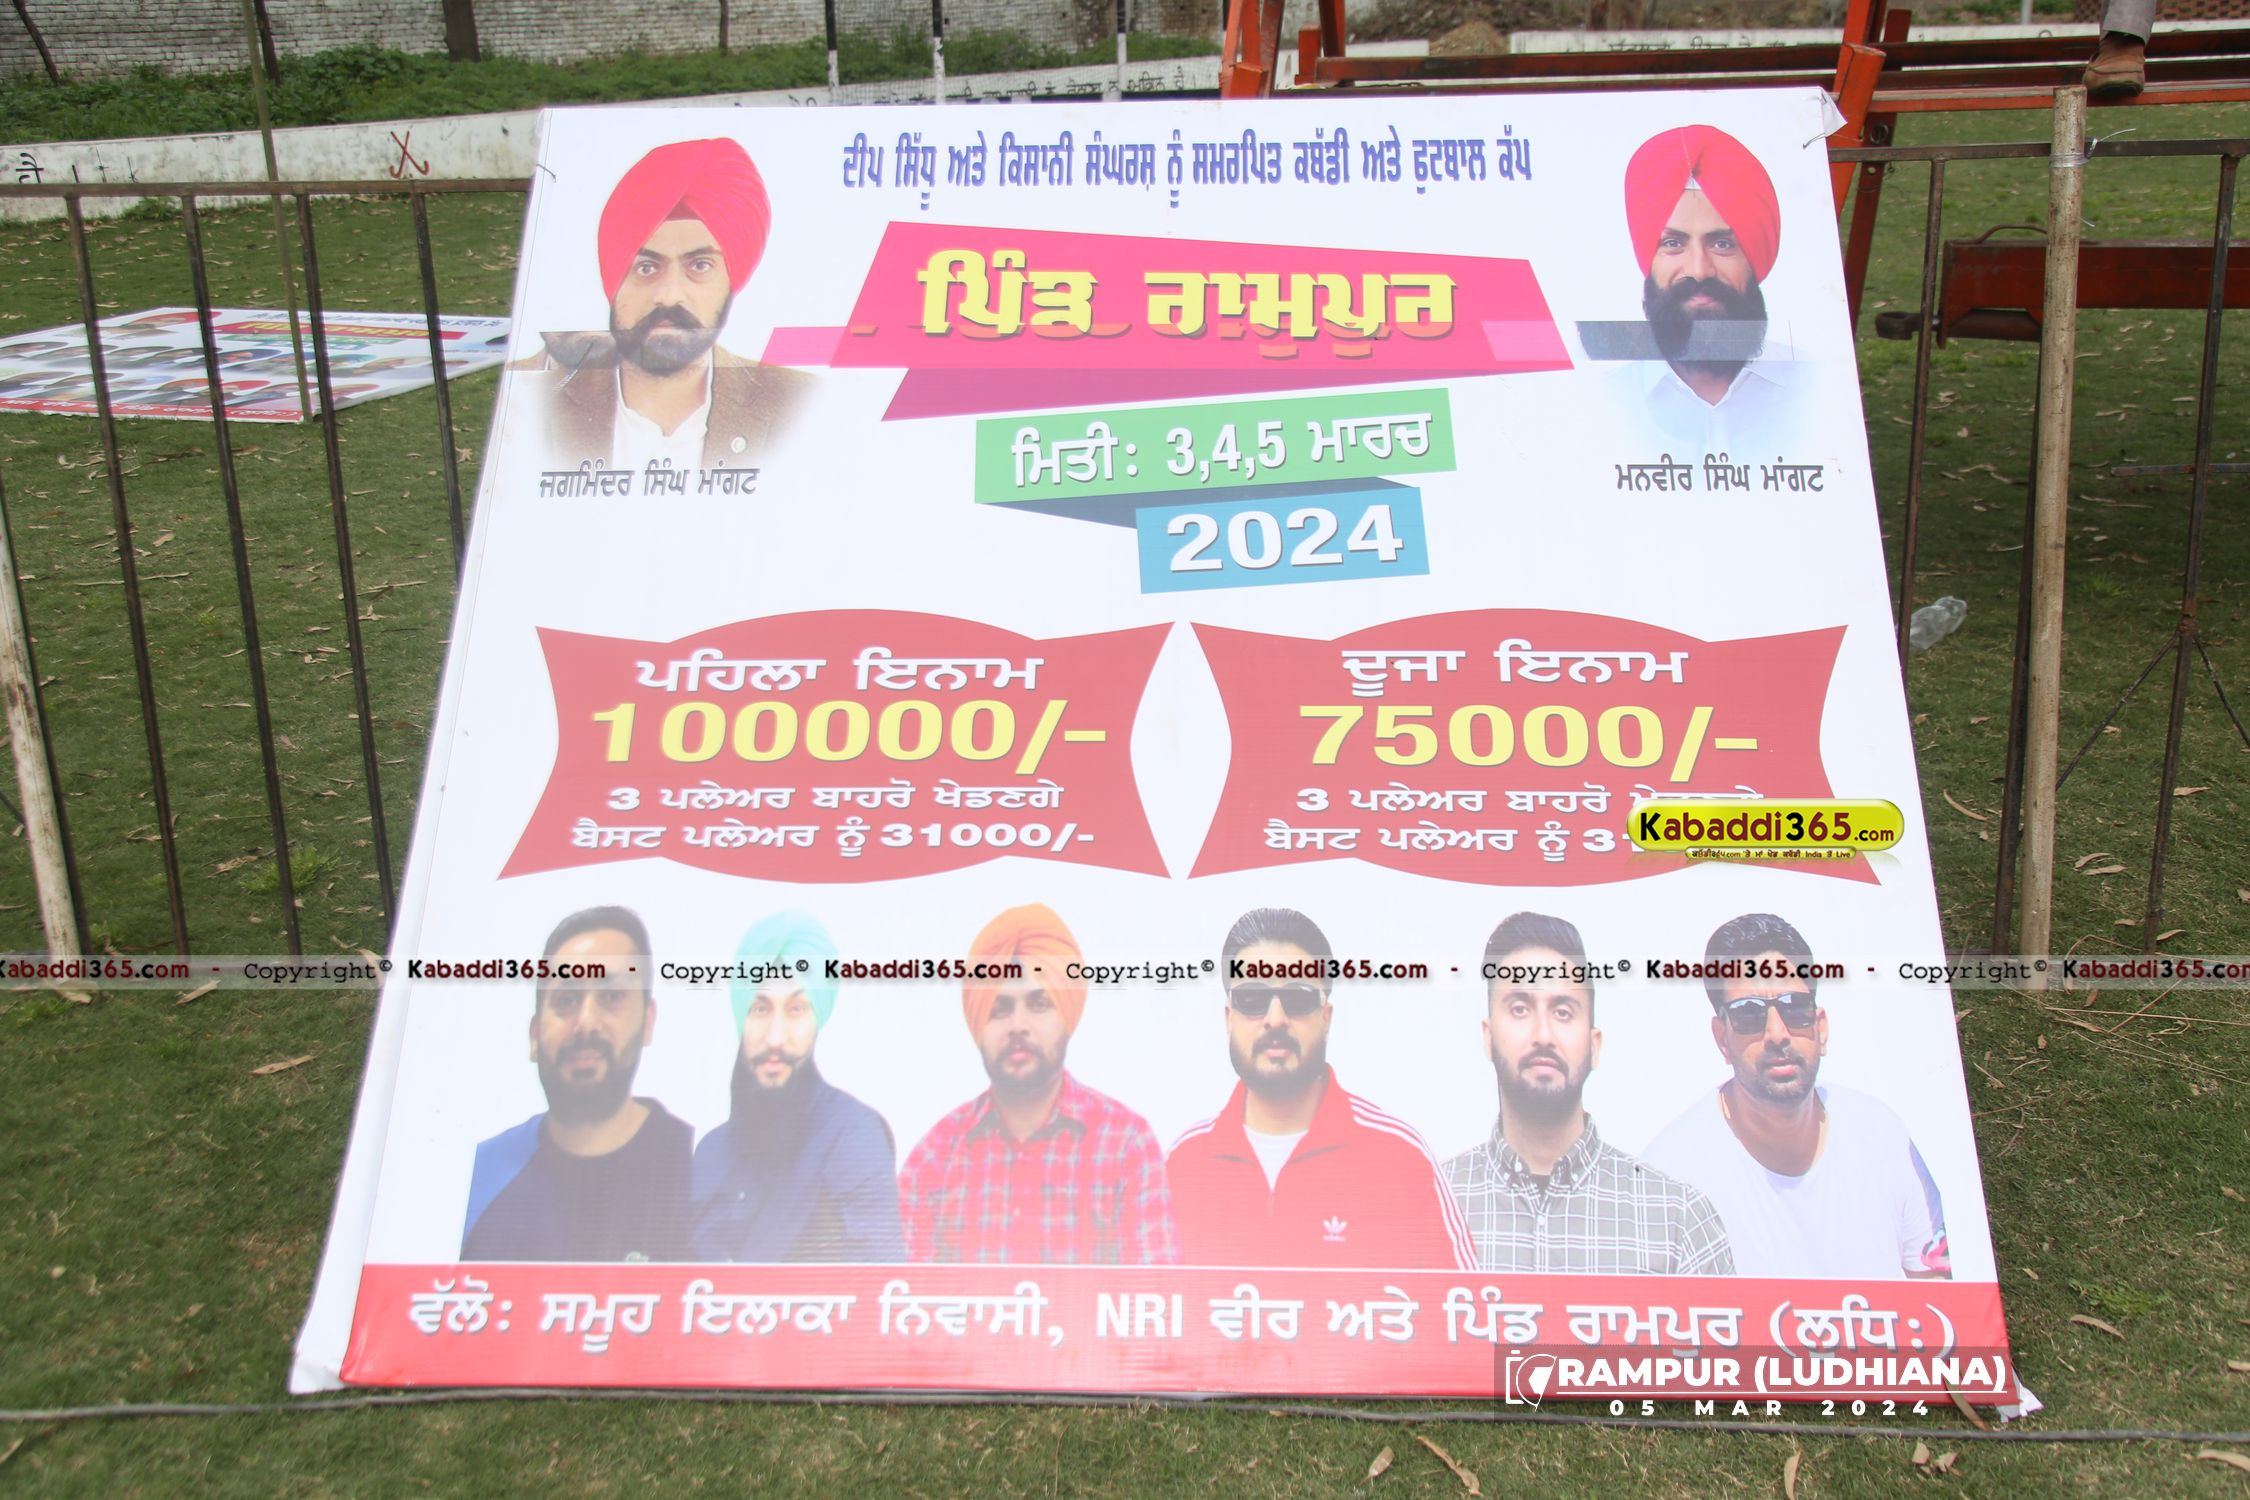 ਦੀਪ ਸਿੱਧੂ ਅਤੇ ਕਿਸਾਨੀ ਸੰਘਰਸ਼ ਨੂੰ ਸਮਰਪਿਤ ਕਬੱਡੀ ਅਤੇ ਫੁਟਬਾਲ ਕੱਪ
ਪਿੰਡ ਰਾਮਪੁਰ
ਮਿਤੀ: 3,4,5 ਮਾਰਚ
2024
ਜਗਮਿੰਦਰ ਸਿੰਘ ਮਾਂਗਟ
ਮਨਵੀਰ ਸਿੰਘ ਮਾਂਗਟ
ਪਹਿਲਾ ਇਨਾਮ
100000/-
3 ਪਲੇਅਰ ਬਾਹਰੋ ਖੇਡਣਗੇ
ਬੈਸਟ ਪਲੇਅਰ ਨੂੰ 31000/-
ਦੂਜਾ ਇਨਾਮ
75000/-
3 ਪਲੇਅਰ ਬਾਹਰੋ
ਬੈਸਟ ਪਲੇਅਰ ਨੂੰ
Kabaddi365.com
Kabaddi365.com - Copyright© Kabaddi365.com - Copyright© Kabaddi365.com - Copyright© Kabaddi365.com - Copyright© Kabaddi365.com - Copyright© Kabaddi365.com
ਵੱਲੋ: ਸਮੂਹ ਇਲਾਕਾ ਨਿਵਾਸੀ, NRI ਵੀਰ ਅਤੇ ਪਿੰਡ ਰਾਮਪੁਰ (ਲੁਧਿ:)
RAMPUR (LUDHIANA)
05 MAR 2024